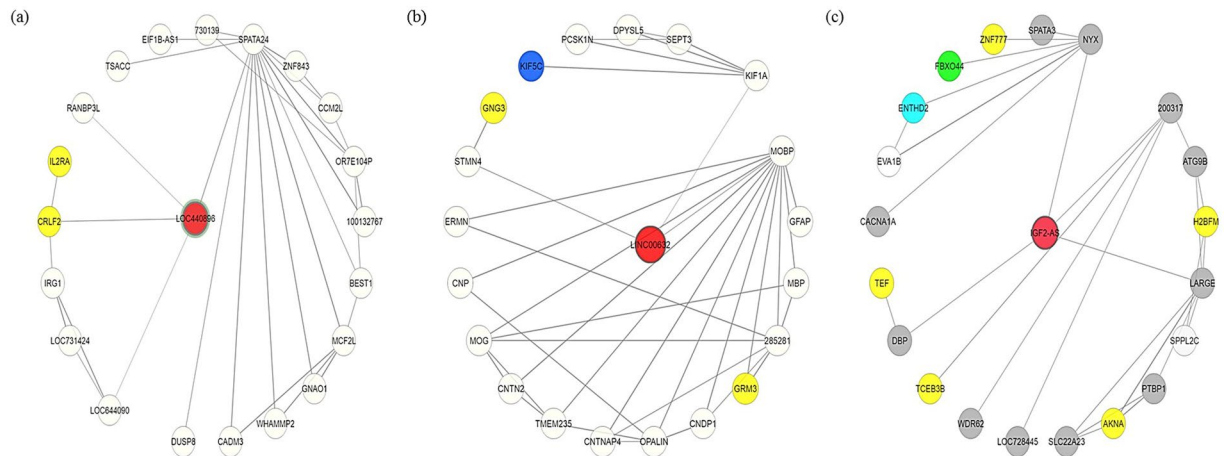 (a)
730139
SPATA24
EIF1B-AS1
ZNF843
TSACC
CCM2L
RANBP3L
IL2RA
OR7E104P
CRLF2
LOC440896
100132767
IRG1
BEST1
LOC731424
MCF2L
GNAO1
LOC644090
WHAMMP2
DUSP8
CADM3
(b)
DPYSL5
PCSK1N
SEPT3
KIF5C
KIF1A
GNG3
STMN4
MOBP
ERMN
GFAP
LINC00632
CNP
MBP
MOG
285281
CNTN2
GRM3
TMEM235
CNDP1
CNTNAP4
OPALIN
(c)
SPATA3
ZNF777
NYX
FBXO44
ENTHD2
200317
EVA1B
ATG9B
CACNA1A
H2BFM
IGF2-AS
TEF
LARGE
DBP
SPPL2C
TCEB3B
PTBP1
WDR62
AKNA
LOC728445
SLC22A23